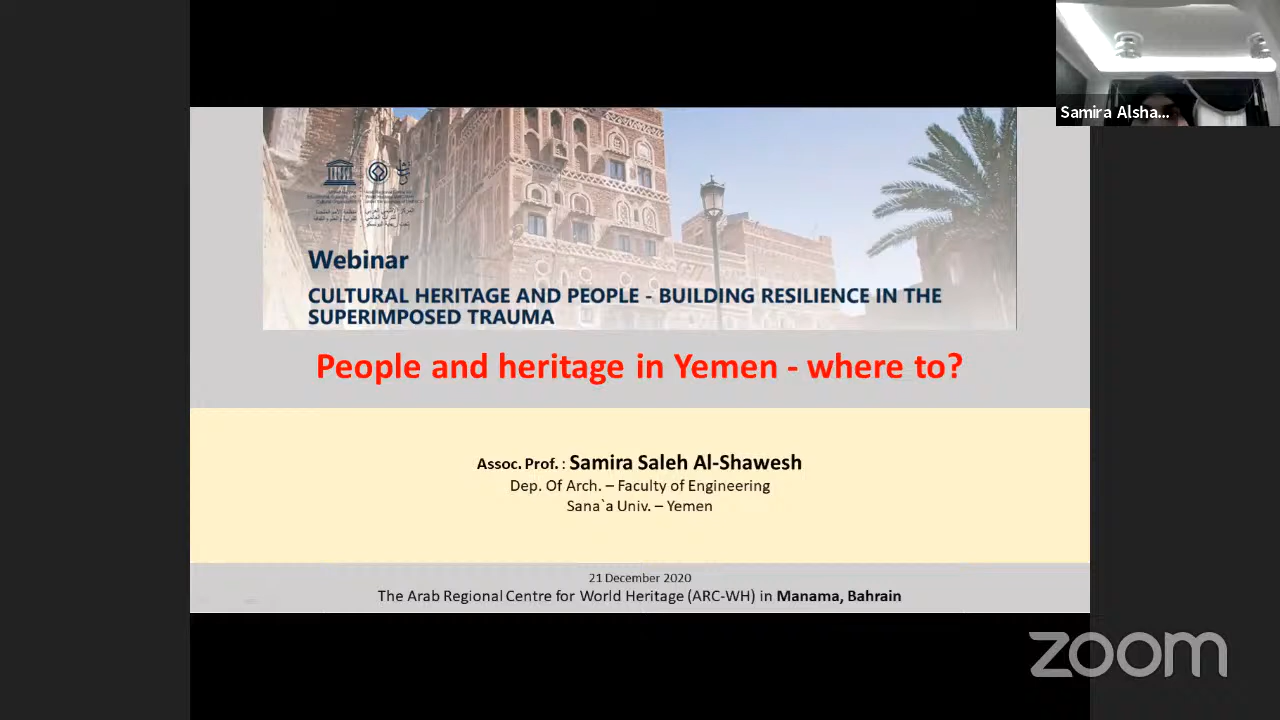 Samira Alsha...
Webinar
CULTURAL HERITAGE AND PEOPLE - BUILDING RESILIENCE IN THE
SUPERIMPOSED TRAUMA
People and heritage in Yemen - where to?
Assoc. Prof. : Samira Saleh Al-Shawesh
Dep. Of Arch. – Faculty of Engineering
Sana`a Univ. – Yemen
21 December 2020
The Arab Regional Centre for World Heritage (ARC-WH) in Manama, Bahrain
zoom